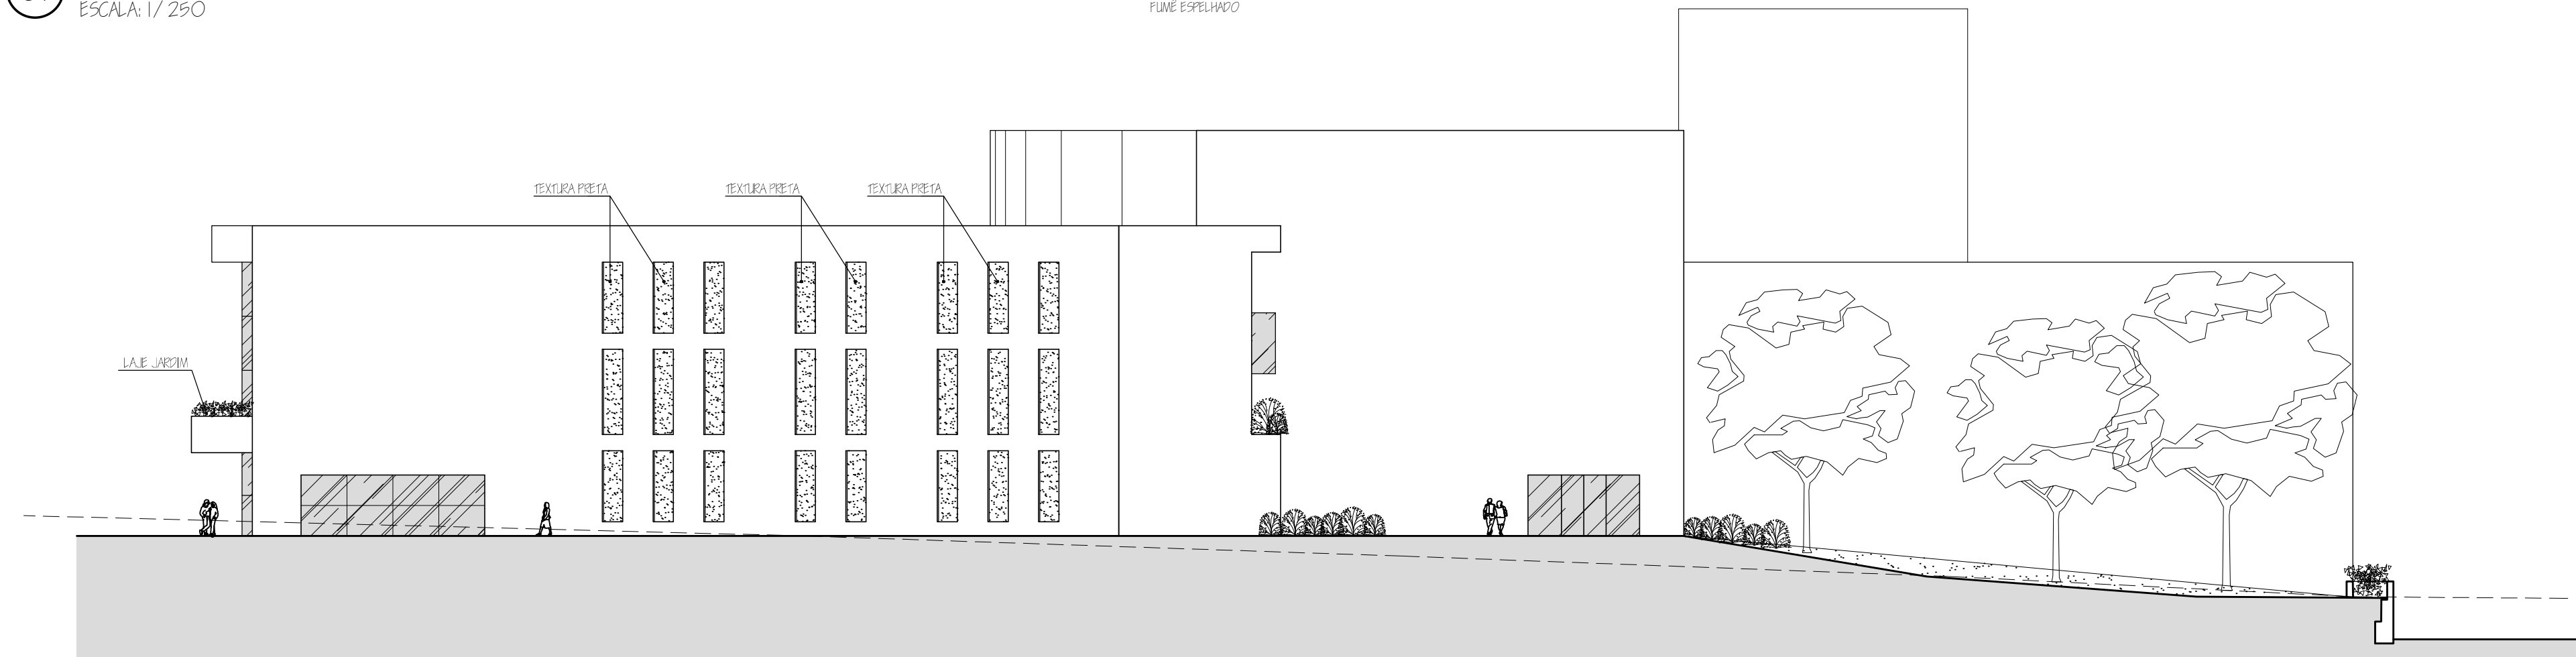 ESCALA: 1/250
FUMÊ ESPELHADO
TEXTURA PRETA
TEXTURA PRETA
TEXTURA PRETA
LAJE JARDIM